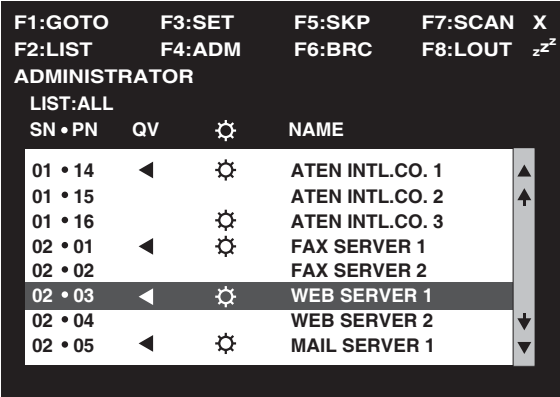 F1:GOTO F3:SET F5:SKP F7:SCAN X
F2:LIST F4:ADM F6:BRC F8:LOUT zzz
ADMINISTRATOR
LIST:ALL
SN•PN QV NAME
01•14 ATEN INTL.CO. 1
01•15 ATEN INTL.CO. 2
01•16 ATEN INTL.CO. 3
02•01 FAX SERVER 1
02•02 FAX SERVER 2
02•03 WEB SERVER 1
02•04 WEB SERVER 2
02•05 MAIL SERVER 1